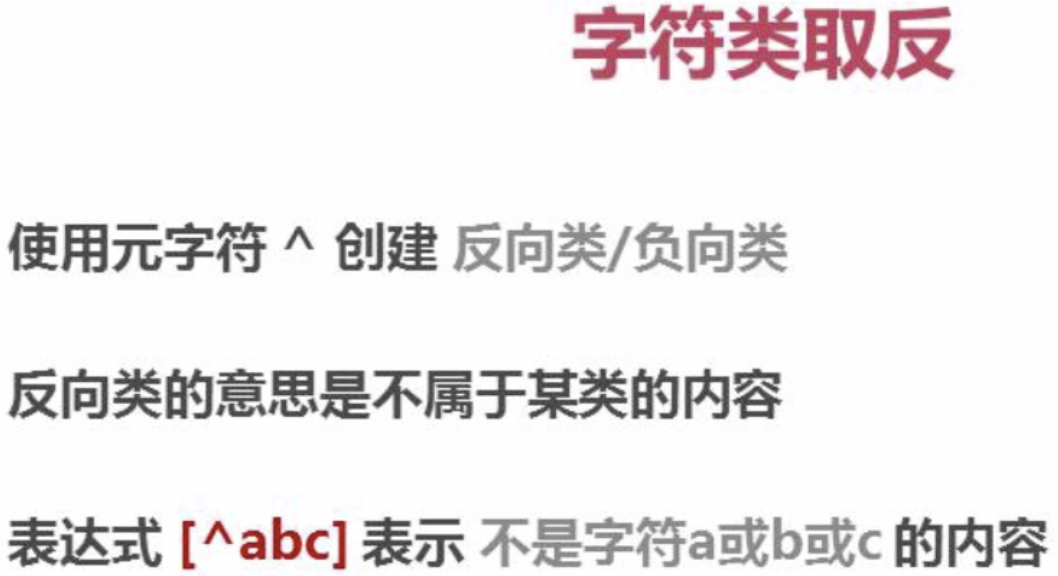 字符类取反
使用元字符 ^ 创建 反向类/负向类
反向类的意思是不属于某类的内容
表达式 [^abc] 表示 不是字符a或b或c 的内容